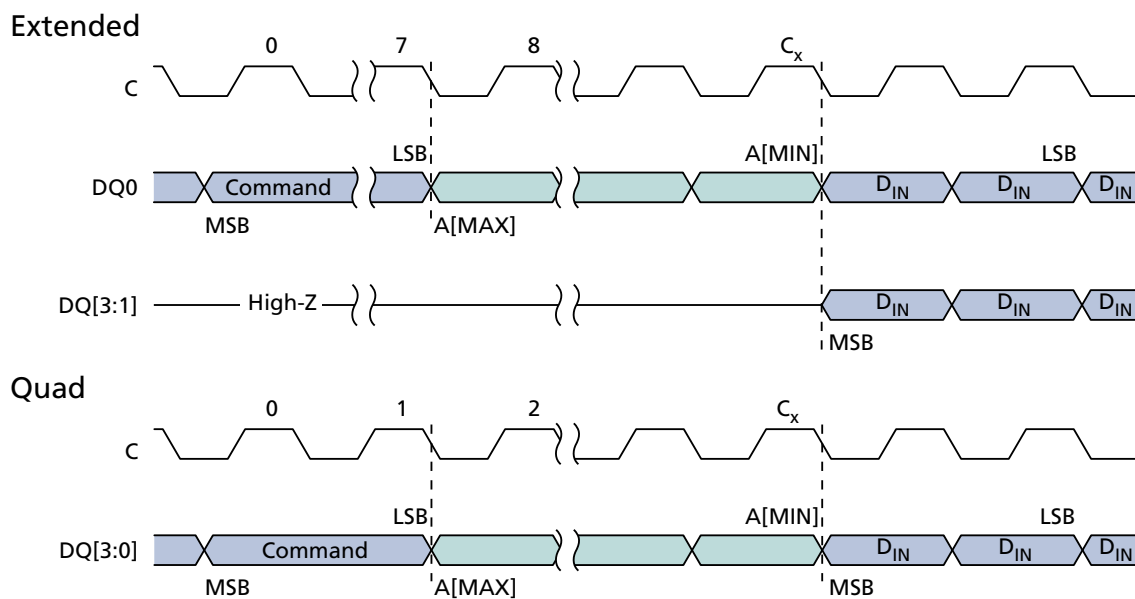 Extended
0 7 8 Cx
C
LSB A[MIN] LSB
DQ0 Command DIN DIN DIN
MSB A[MAX]
DQ[3:1] High-Z DIN DIN DIN
MSB
Quad
0 1 2 Cx
C
LSB A[MIN] LSB
DQ[3:0] Command DIN DIN DIN
MSB A[MAX] MSB